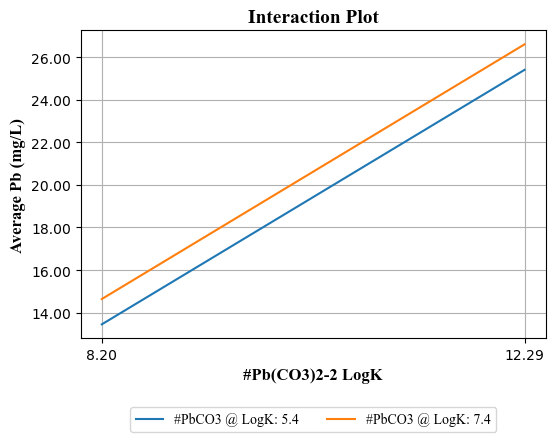 Interaction Plot
Average Pb (mg/L)
26.00
24.00
22.00
20.00
18.00
16.00
14.00
8.20
12.29
#Pb(CO3)2-2 LogK
#PbCO3 @ LogK: 5.4
#PbCO3 @ LogK: 7.4